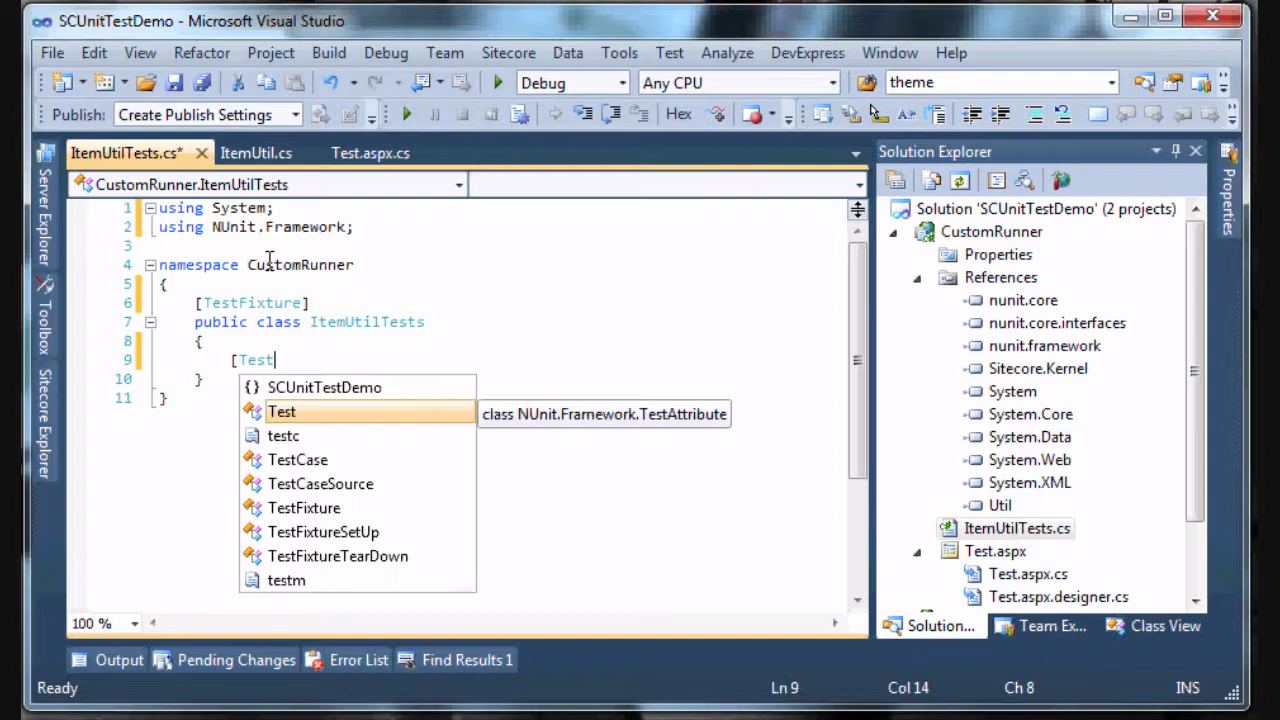 SCUnitTestDemo - Microsoft Visual Studio
File Edit View Refactor Project Build Debug Team Sitecore Data Tools Test Analyze DevExpress Window Help
Debug Any CPU theme
Publish: Create Publish Settings Hex
ItemUtilTests.cs* ItemUtil.cs Test.aspx.cs
CustomRunner.ItemUtilTests
1 using System;
2 using NUnit.Framework;
3
4 namespace CustomRunner
5 {
6 [TestFixture]
7 public class ItemUtilTests
8 {
9 [Test
10 }
11 }
{} SCUnitTestDemo
Test
testc
TestCase
TestCaseSource
TestFixture
TestFixtureSetUp
TestFixtureTearDown
testm
class NUnit.Framework.TestAttribute
100 %
Server Explorer
Toolbox
Sitecore Explorer
Solution Explorer
Solution 'SCUnitTestDemo' (2 projects)
CustomRunner
Properties
References
nunit.core
nunit.core.interfaces
nunit.framework
Sitecore.Kernel
System
System.Core
System.Data
System.Web
System.XML
Util
ItemUtilTests.cs
Test.aspx
Test.aspx.cs
Test.aspx.designer.cs
Solution... Team Ex... Class View
Properties
Output Pending Changes Error List Find Results 1
Ready Ln 9 Col 14 Ch 8 INS